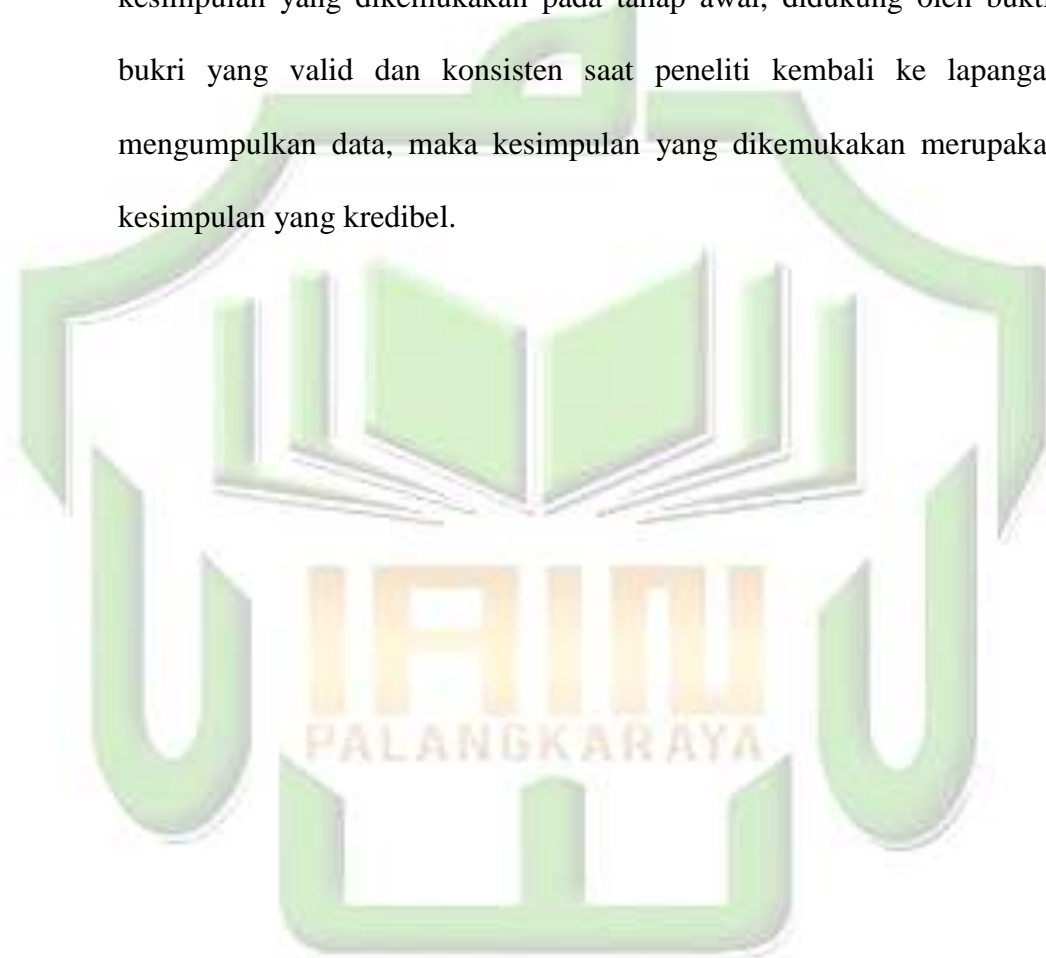 kesimpulan yang dikemukakan pada tahap awal, didukung oleh bukti
bukri yang valid dan konsisten saat peneliti kembali ke lapanga
mengumpulkan data, maka kesimpulan yang dikemukakan merupaka
kesimpulan yang kredibel.
IAIN
PALANGKARAYA